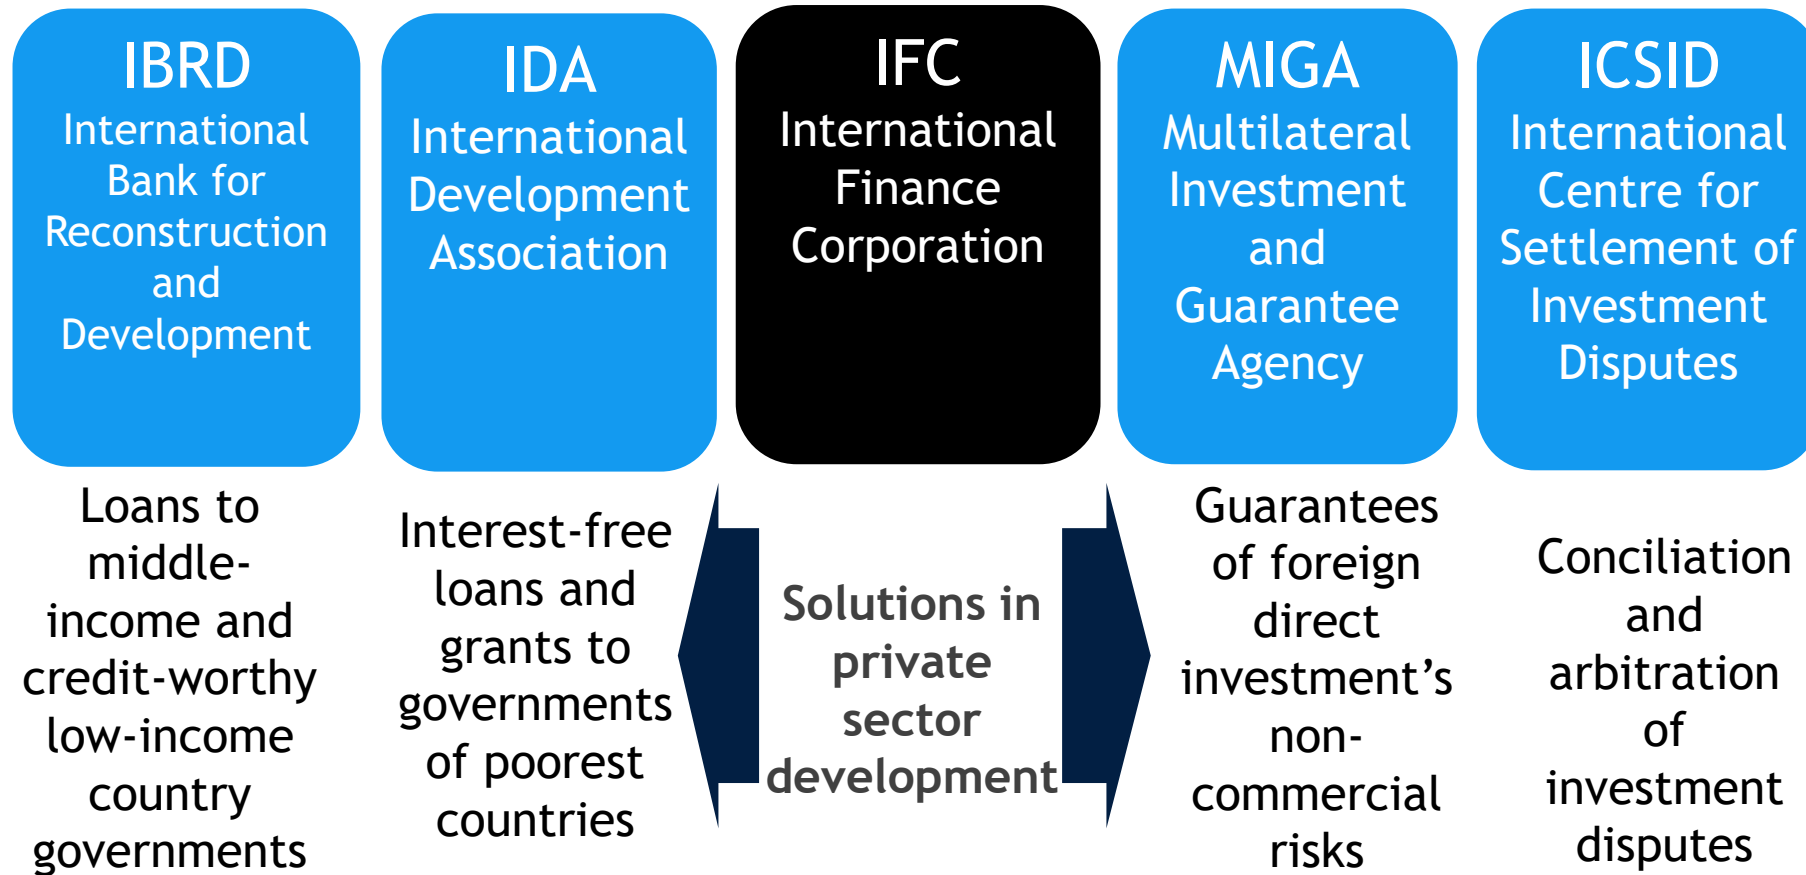 IBRD
International
Bank for
Reconstruction
and
Development
IDA
International
Development
Association
IFC
International
Finance
Corporation
MIGA
Multilateral
Investment
and
Guarantee
Agency
ICSID
International
Centre for
Settlement of
Investment
Disputes
Loans to
middle-
income and
credit-worthy
low-income
country
governments
Interest-free
loans and
grants to
governments
of poorest
countries
Solutions in
private
sector
development
Guarantees
of foreign
direct
investment’s
non-
commercial
risks
Conciliation
and
arbitration
of
investment
disputes